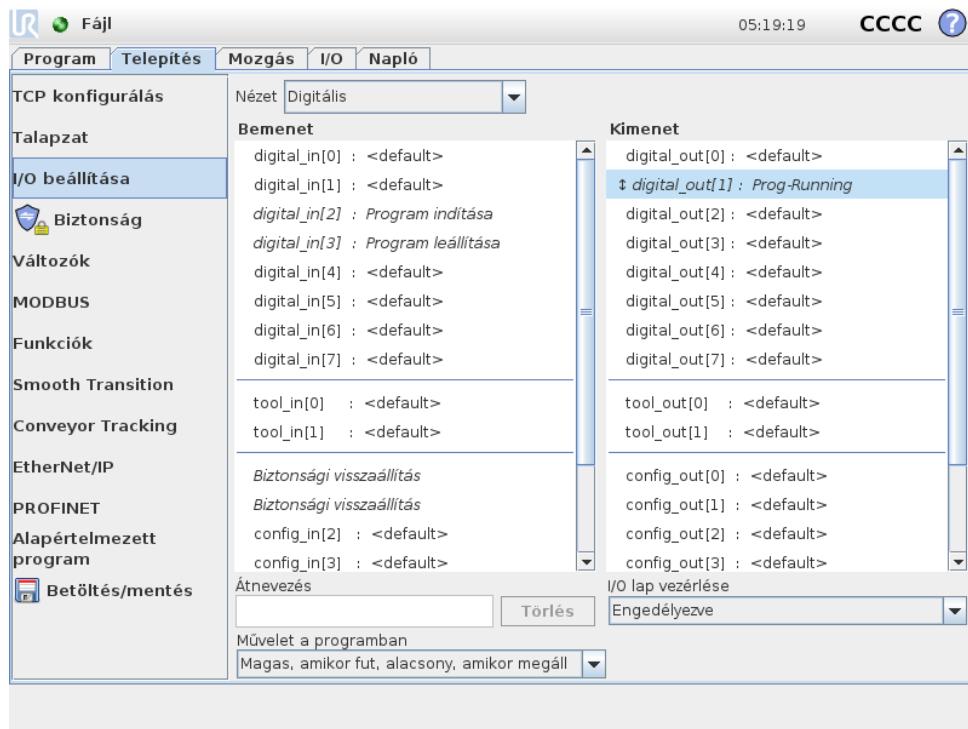 UR Fájl 05:19:19 CCCC ?
Program Telepítés Mozgás I/O Napló
TCP konfigurálás
Talapzat
I/O beállítása
Biztonság
Változók
MODBUS
Funkciók
Smooth Transition
Conveyor Tracking
EtherNet/IP
PROFINET
Alapértelmezett
program
Betöltés/mentés
Nézet Digitális
Bemenet
digital_in[0] : <default>
digital_in[1] : <default>
digital_in[2] : Program indítása
digital_in[3] : Program leállítása
digital_in[4] : <default>
digital_in[5] : <default>
digital_in[6] : <default>
digital_in[7] : <default>
tool_in[0] : <default>
tool_in[1] : <default>
Biztonsági visszaállítás
Biztonsági visszaállítás
config_in[2] : <default>
config_in[3] : <default>
Kimenet
digital_out[0] : <default>
↕ digital_out[1] : Prog-Running
digital_out[2] : <default>
digital_out[3] : <default>
digital_out[4] : <default>
digital_out[5] : <default>
digital_out[6] : <default>
digital_out[7] : <default>
tool_out[0] : <default>
tool_out[1] : <default>
config_out[0] : <default>
config_out[1] : <default>
config_out[2] : <default>
config_out[3] : <default>
Átnevezés
Törlés
I/O lap vezérlése
Engedélyezve
Művelet a programban
Magas, amikor fut, alacsony, amikor megáll